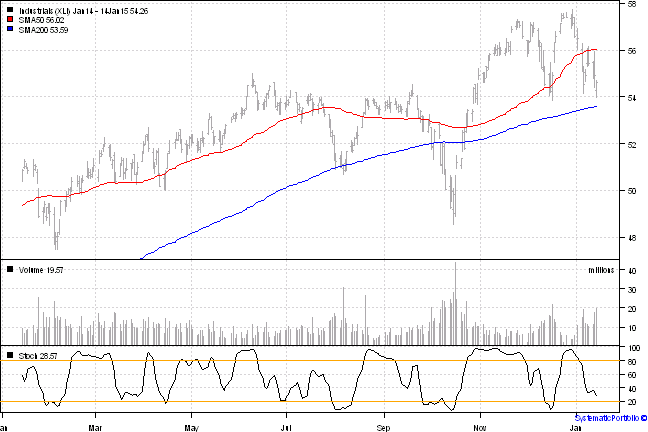 Industrials (XLI) Jan14 - 14Jan15 54.26
SMA50 56.02
SMA200 53.59
58
56
54
52
50
48
Volume 19.57
millions
40
30
20
10
Stoch 28.57
100
80
60
40
20
an
Mar
May
Jul
Sep
Nov
Jan
SystematicPortfolio ©